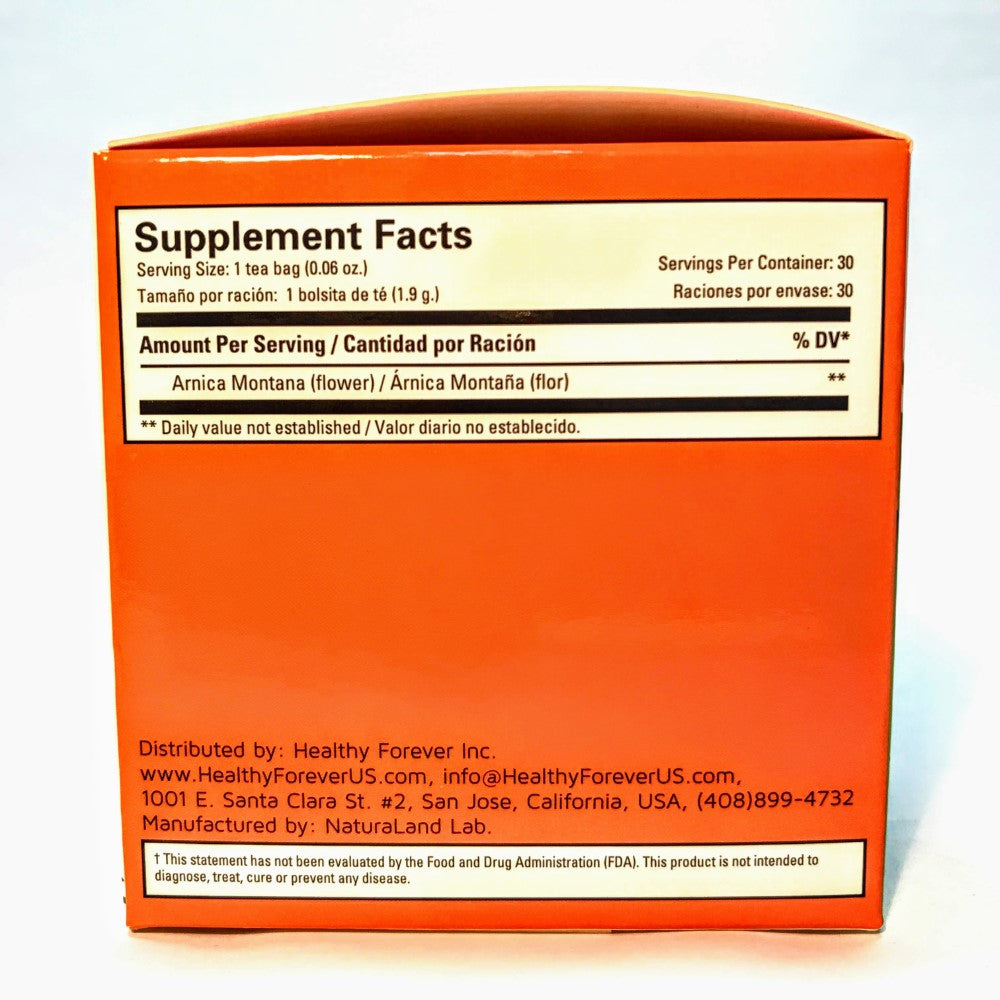 Supplement Facts
Serving Size: 1 tea bag (0.06 oz.)
Servings Per Container: 30
Tamaño por ración: 1 bolsita de té (1.9 g.)
Raciones por envase: 30
Amount Per Serving / Cantidad por Ración % DV*
Arnica Montana (flower) / Árnica Montaña (flor) **
** Daily value not established / Valor diario no establecido.
Distributed by: Healthy Forever Inc.
www.HealthyForeverUS.com, info@HealthyForeverUS.com,
1001 E. Santa Clara St. #2, San Jose, California, USA, (408)899-4732
Manufactured by: NaturaLand Lab.
† This statement has not been evaluated by the Food and Drug Administration (FDA). This product is not intended to
diagnose, treat, cure or prevent any disease.